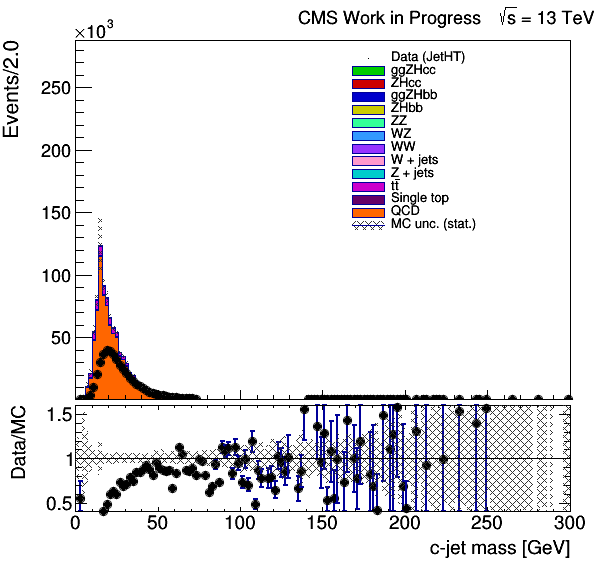 CMS Work in Progress √s = 13 TeV
×10³
Events/2.0
250
200
150
100
50
Data (JetHT)
ggZHcc
ZHcc
ggZHbb
ZHbb
ZZ
WZ
WW
W + jets
Z + jets
tt̄
Single top
QCD
MC unc. (stat.)
Data/MC
1.5
1
0.5
0 50 100 150 200 250 300
c-jet mass [GeV]